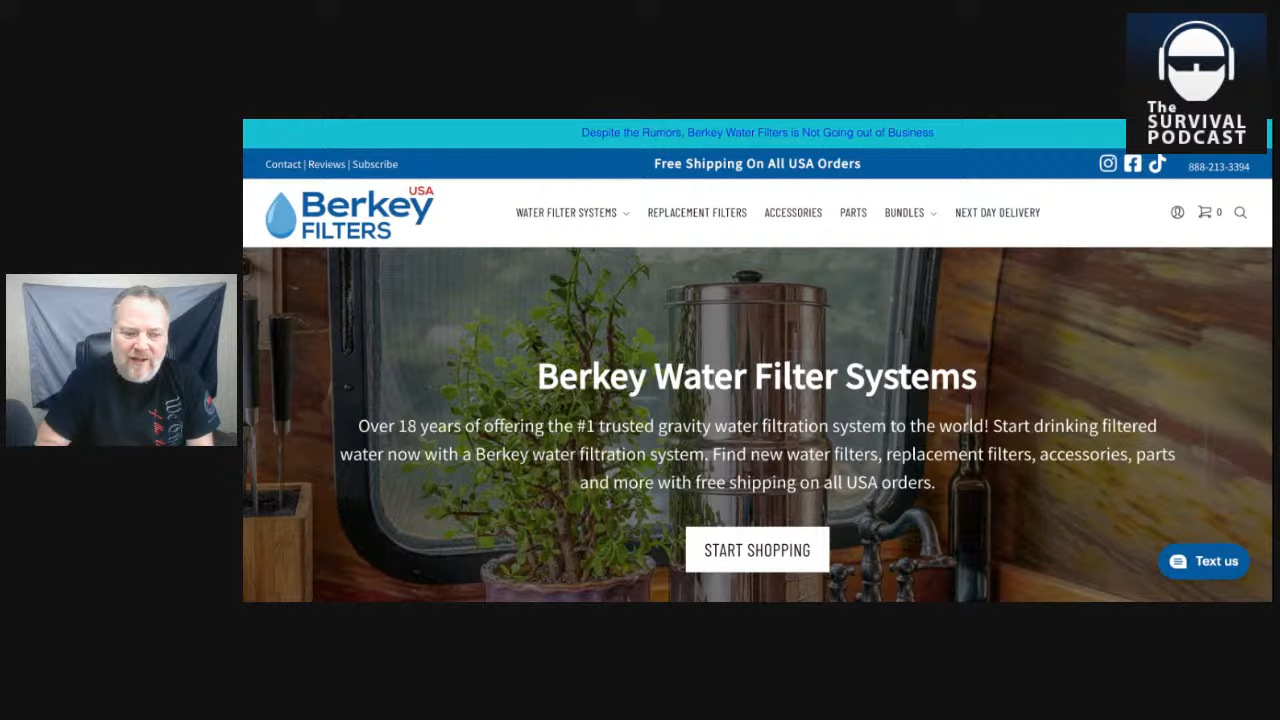 The
SURVIVAL
PODCAST
Despite the Rumors, Berkey Water Filters is Not Going out of Business
Contact | Reviews | Subscribe
Free Shipping On All USA Orders
888-213-3394
USA
Berkey
FILTERS
WATER FILTER SYSTEMS
REPLACEMENT FILTERS
ACCESSORIES
PARTS
BUNDLES
NEXT DAY DELIVERY
0
Berkey Water Filter Systems
Over 18 years of offering the #1 trusted gravity water filtration system to the world! Start drinking filtered
water now with a Berkey water filtration system. Find new water filters, replacement filters, accessories, parts
and more with free shipping on all USA orders.
START SHOPPING
Text us